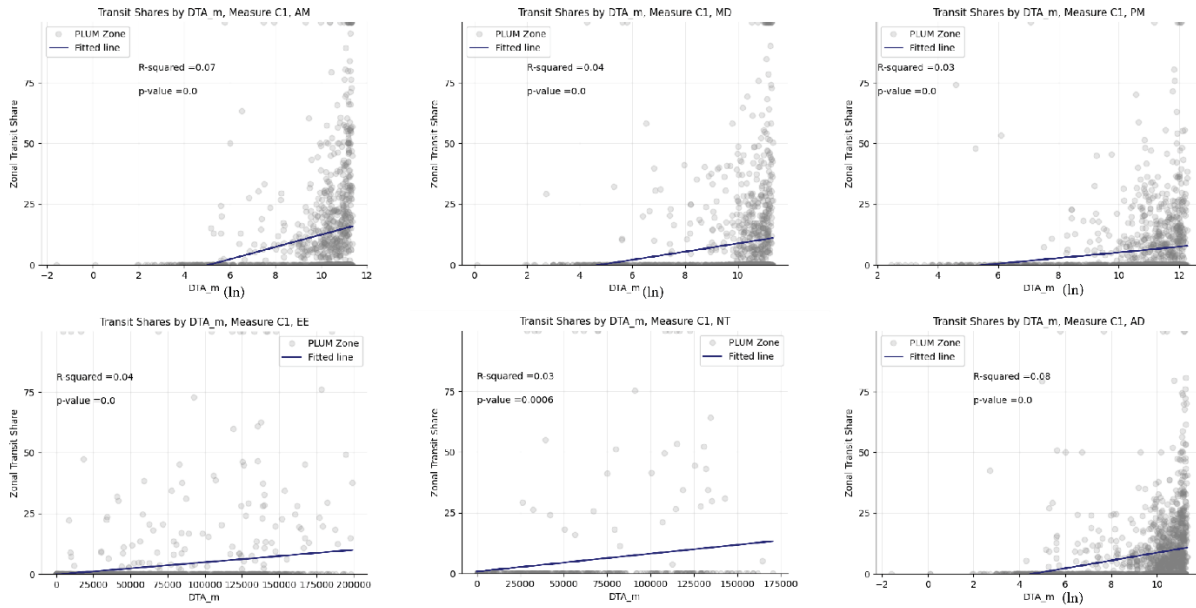 Transit Shares by DTA_m, Measure C1, AM
PLUM Zone
Fitted line
R-squared =0.07
p-value =0.0
Zonal Transit Share
75
50
25
0
−2 0 2 4 6 8 10 12
DTA_m (ln)
Transit Shares by DTA_m, Measure C1, MD
PLUM Zone
Fitted line
R-squared =0.04
p-value =0.0
Zonal Transit Share
75
50
25
0
0 2 4 6 8 10
DTA_m (ln)
Transit Shares by DTA_m, Measure C1, PM
PLUM Zone
Fitted line
R-squared =0.03
p-value =0.0
Zonal Transit Share
75
50
25
0
2 4 6 8 10 12
DTA_m (ln)
Transit Shares by DTA_m, Measure C1, EE
PLUM Zone
Fitted line
R-squared =0.04
p-value =0.0
Zonal Transit Share
75
50
25
0
25000 50000 75000 100000 125000 150000 175000 200000
DTA_m
Transit Shares by DTA_m, Measure C1, NT
PLUM Zone
Fitted line
R-squared =0.03
p-value =0.0006
Zonal Transit Share
75
50
25
0
0 25000 50000 75000 100000 125000 150000 170000
DTA_m
Transit Shares by DTA_m, Measure C1, AD
PLUM Zone
Fitted line
R-squared =0.08
p-value =0.0
Zonal Transit Share
75
50
25
0
−2 0 2 4 6 8 10
DTA_m (ln)